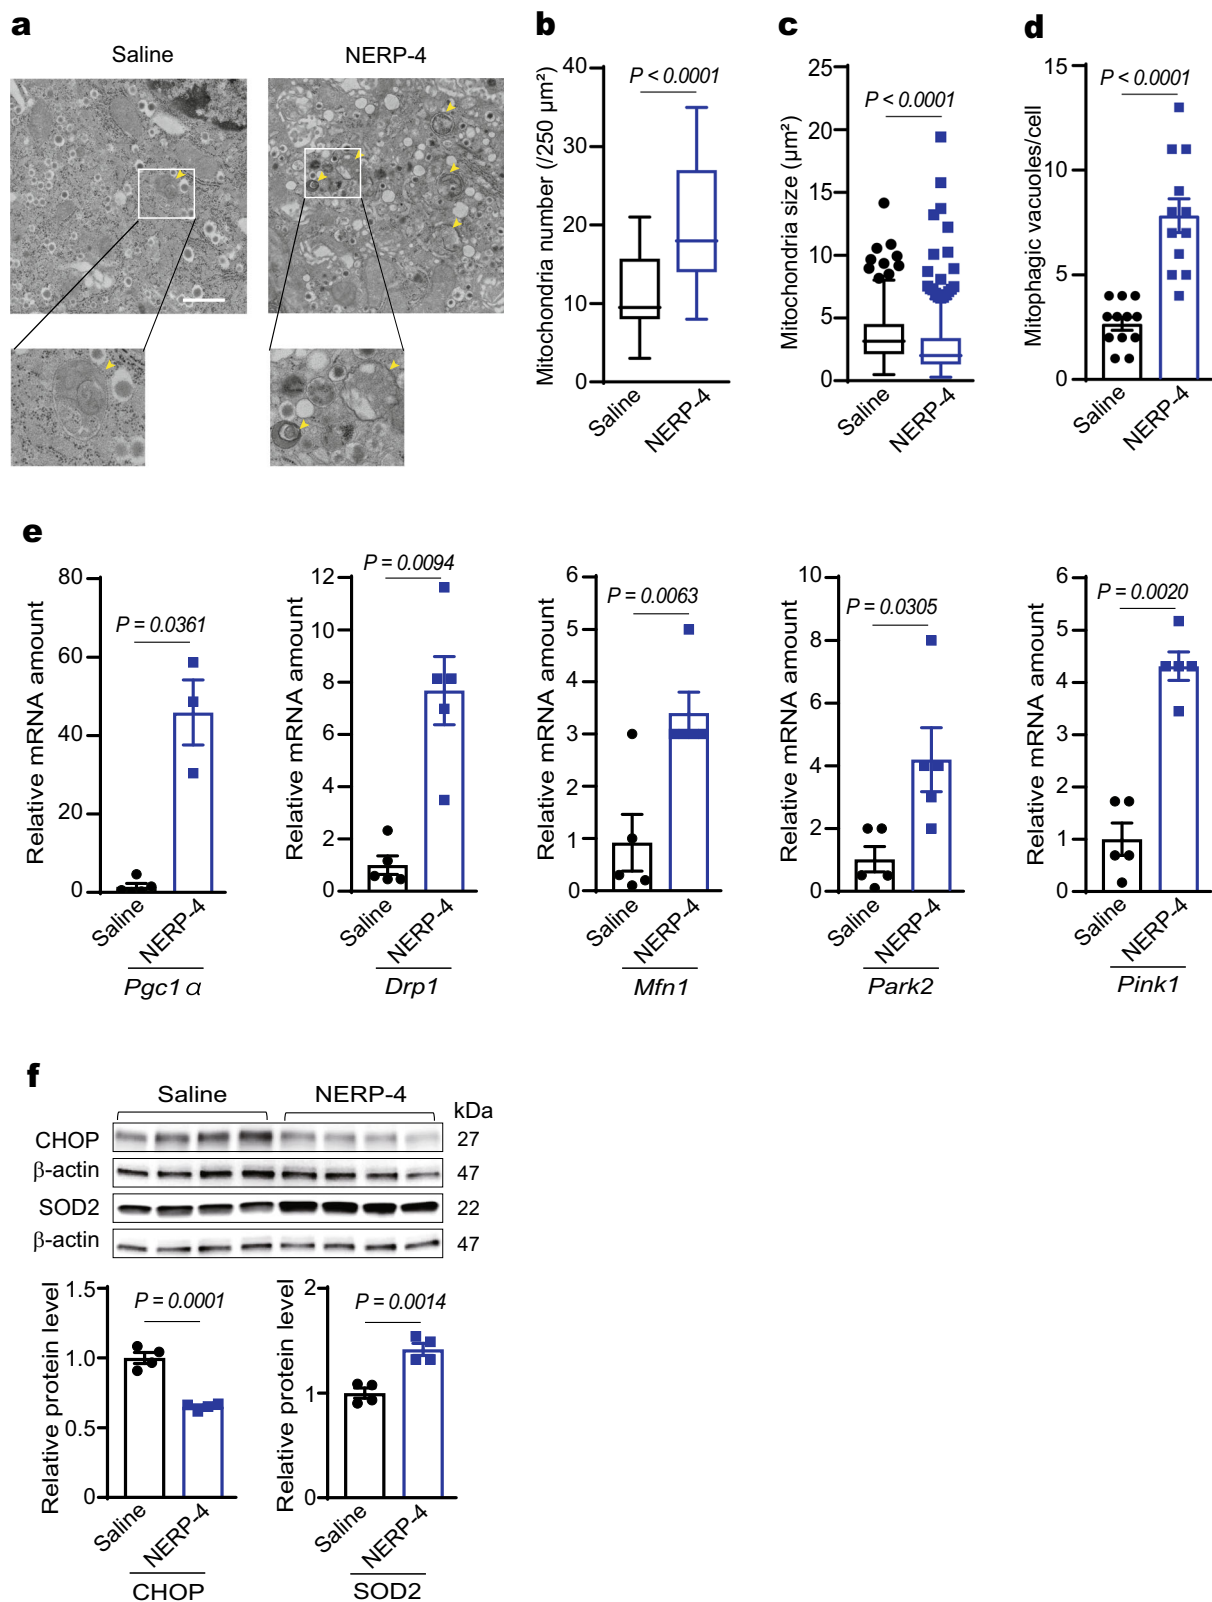 a
Saline
NERP-4
b
Mitochondria number (/250 µm²)
40
30
20
10
0
P < 0.0001
Saline
NERP-4
c
Mitochondria size (µm²)
25
20
15
10
5
0
P < 0.0001
Saline
NERP-4
d
Mitophagic vacuoles/cell
15
10
5
0
P < 0.0001
Saline
NERP-4
e
Relative mRNA amount
80
60
40
20
0
P = 0.0361
Saline
NERP-4
Pgc1α
Relative mRNA amount
12
10
8
6
4
2
0
P = 0.0094
Saline
NERP-4
Drp1
Relative mRNA amount
6
5
4
3
2
1
0
P = 0.0063
Saline
NERP-4
Mfn1
Relative mRNA amount
10
8
6
4
2
0
P = 0.0305
Saline
NERP-4
Park2
Relative mRNA amount
6
5
4
3
2
1
0
P = 0.0020
Saline
NERP-4
Pink1
f
Saline
NERP-4
kDa
CHOP
27
β-actin
47
SOD2
22
β-actin
47
Relative protein level
1.5
1.0
0.5
0
P = 0.0001
Saline
NERP-4
CHOP
Relative protein level
2
1
0
P = 0.0014
Saline
NERP-4
SOD2